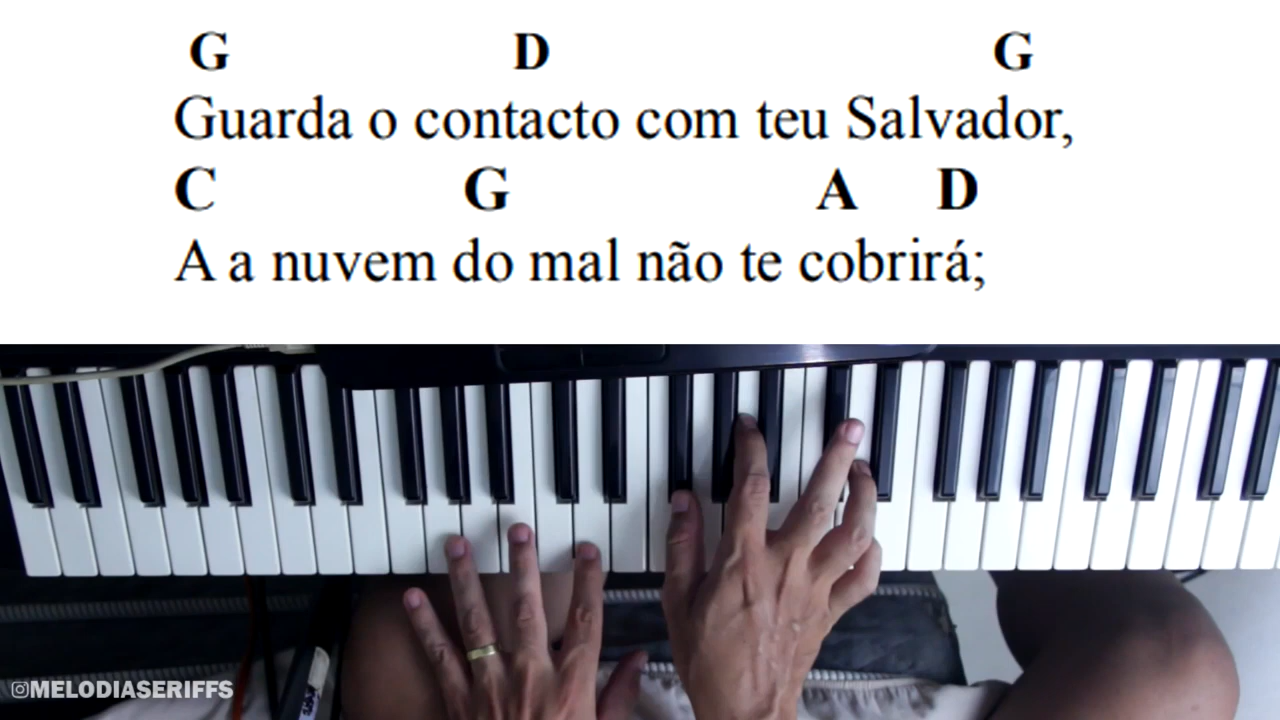 G D G
Guarda o contacto com teu Salvador,
C G A D
A a nuvem do mal não te cobrirá;
@MELODIASERIFFS